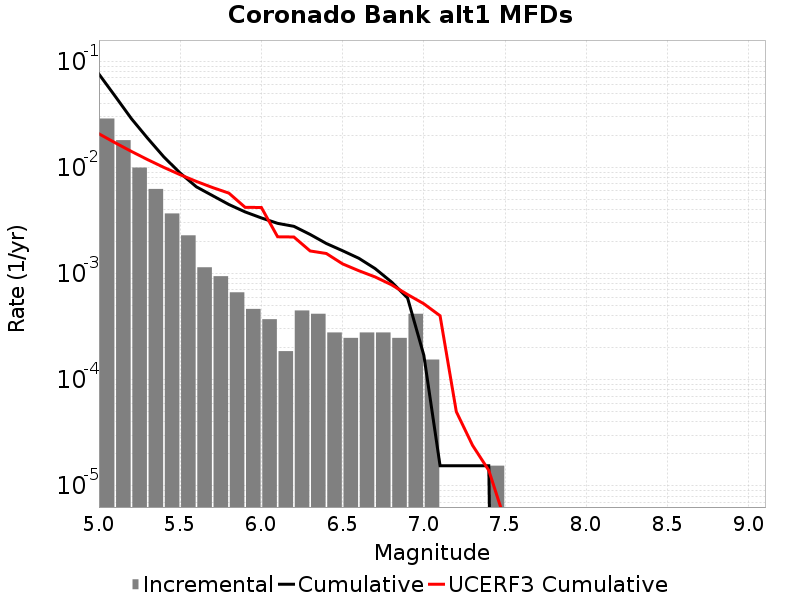 Coronado Bank alt1 MFDs
Rate (1/yr)
10-1
10-2
10-3
10-4
10-5
5.0 5.5 6.0 6.5 7.0 7.5 8.0 8.5 9.0
Magnitude
Incremental Cumulative UCERF3 Cumulative